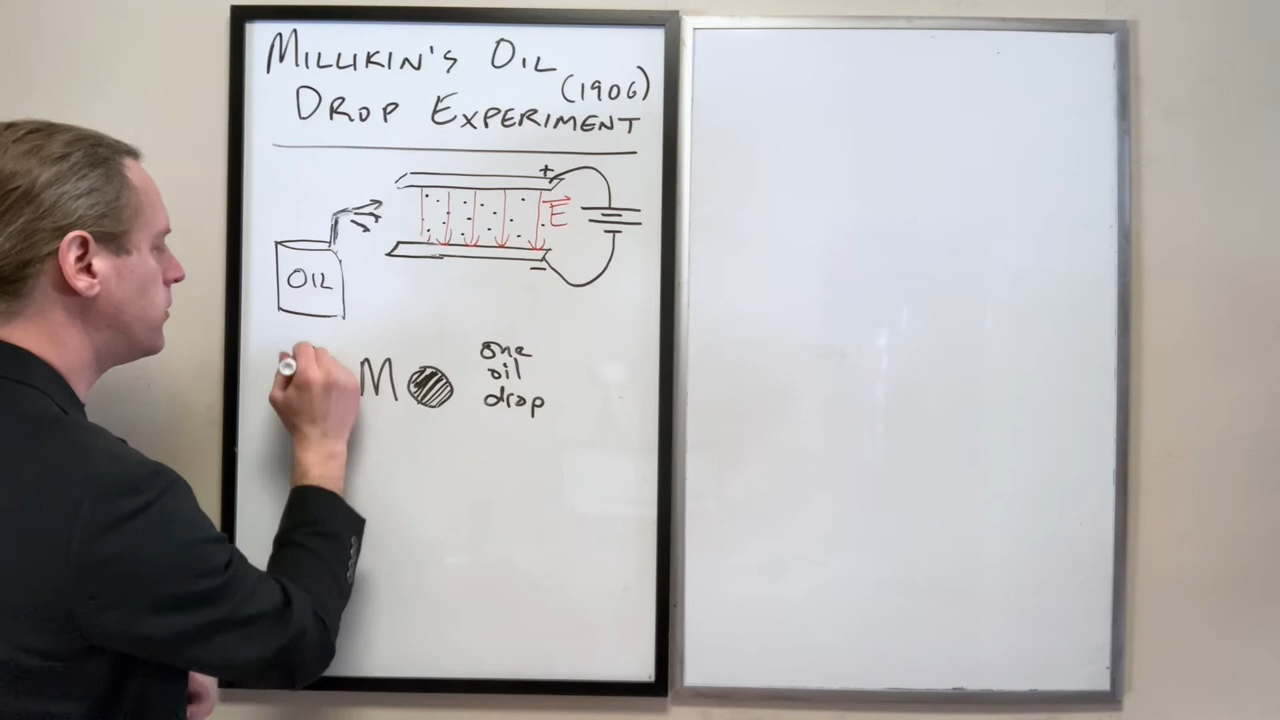 MILLIKIN'S OIL
DROP EXPERIMENT (1906)
+
E
−
OIL
M
one
oil
drop